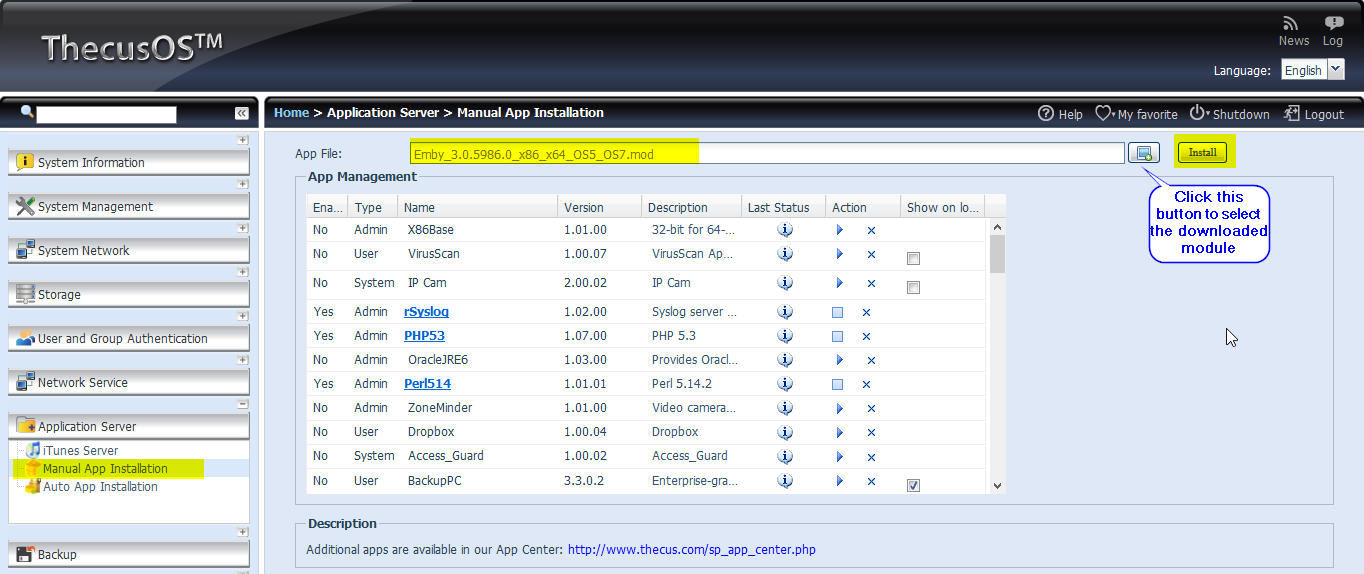 ThecusOS™
News Log
Language: English
Home > Application Server > Manual App Installation
Help My favorite Shutdown Logout
System Information
System Management
System Network
Storage
User and Group Authentication
Network Service
Application Server
iTunes Server
Manual App Installation
Auto App Installation
Backup
App File: Emby_3.0.5986.0_x86_x64_OS5_OS7.mod Install
Click this
button to select
the downloaded
module
App Management
Ena... Type Name Version Description Last Status Action Show on lo...
No Admin X86Base 1.01.00 32-bit for 64-...
No User VirusScan 1.00.07 VirusScan Ap...
No System IP Cam 2.00.02 IP Cam
Yes Admin rSyslog 1.02.00 Syslog server ...
Yes Admin PHP53 1.07.00 PHP 5.3
No Admin OracleJRE6 1.03.00 Provides Oracl...
Yes Admin Perl514 1.01.01 Perl 5.14.2
No Admin ZoneMinder 1.01.00 Video camera...
No User Dropbox 1.00.04 Dropbox
No System Access_Guard 1.00.02 Access_Guard
No User BackupPC 3.3.0.2 Enterprise-gra...
Description
Additional apps are available in our App Center: http://www.thecus.com/sp_app_center.php